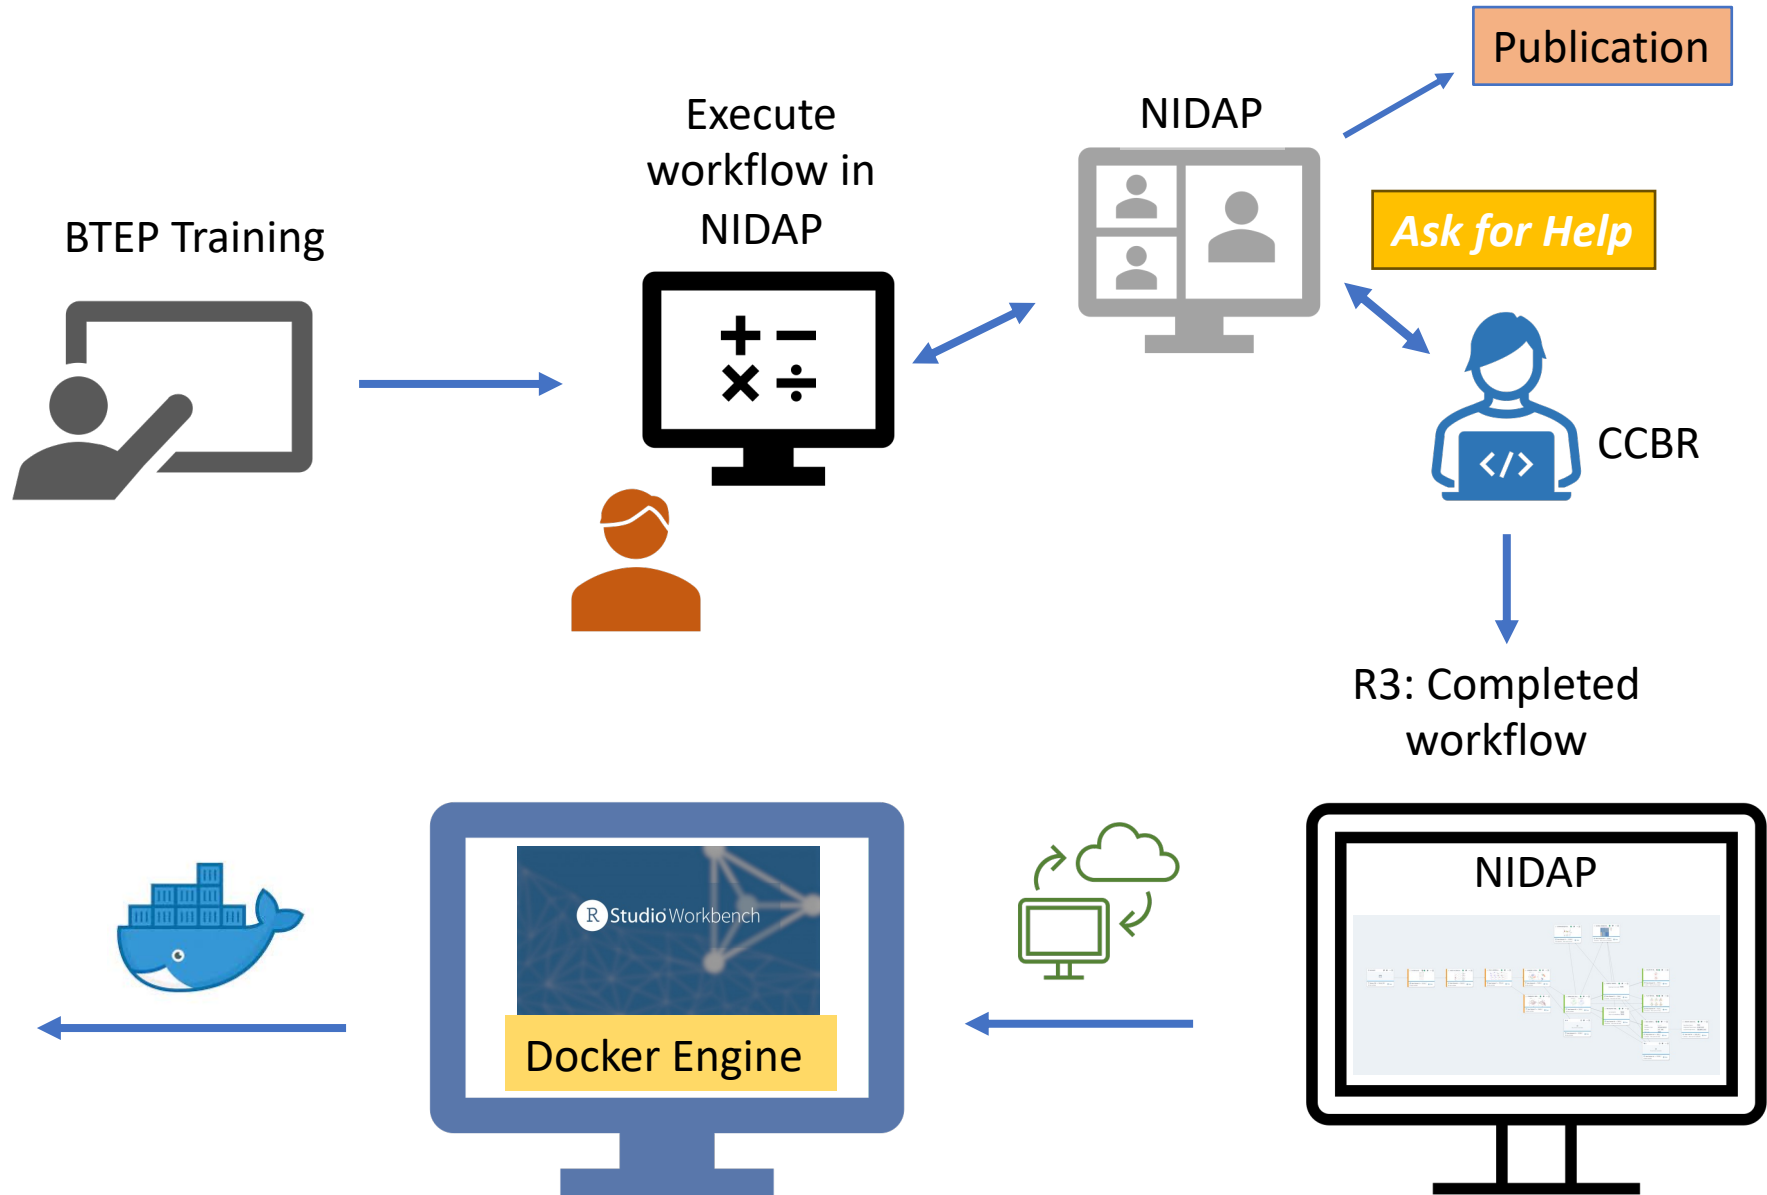 Publication
Execute
workflow in
NIDAP
NIDAP
BTEP Training
Ask for Help
</>
CCBR
R3: Completed
workflow
NIDAP
R Studio Workbench
Docker Engine